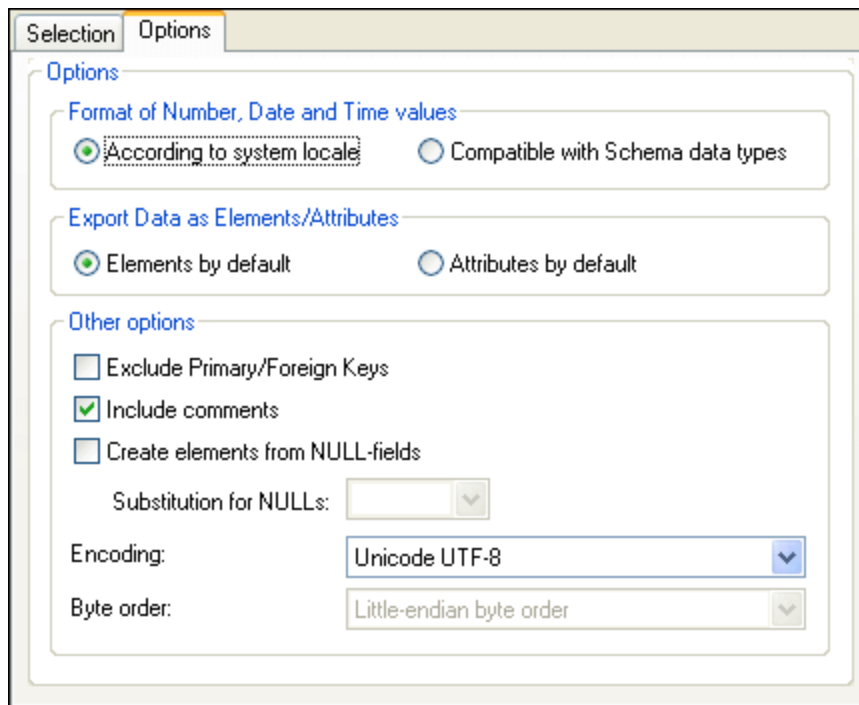 Selection Options
Options
Format of Number, Date and Time values
According to system locale Compatible with Schema data types
Export Data as Elements/Attributes
Elements by default Attributes by default
Other options
Exclude Primary/Foreign Keys
Include comments
Create elements from NULL-fields
Substitution for NULLs:
Encoding: Unicode UTF-8
Byte order: Little-endian byte order